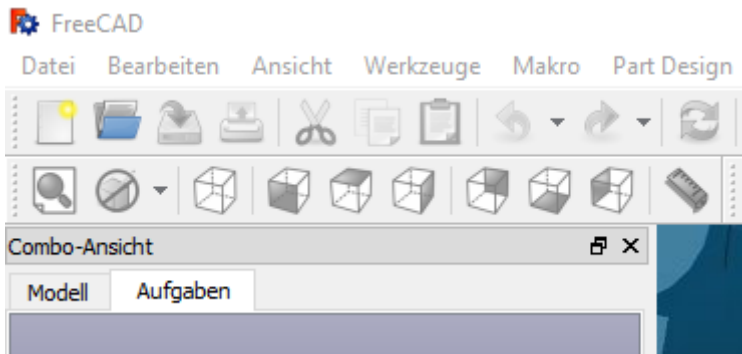 FreeCAD
Datei Bearbeiten Ansicht Werkzeuge Makro Part Design
Combo-Ansicht
Modell Aufgaben